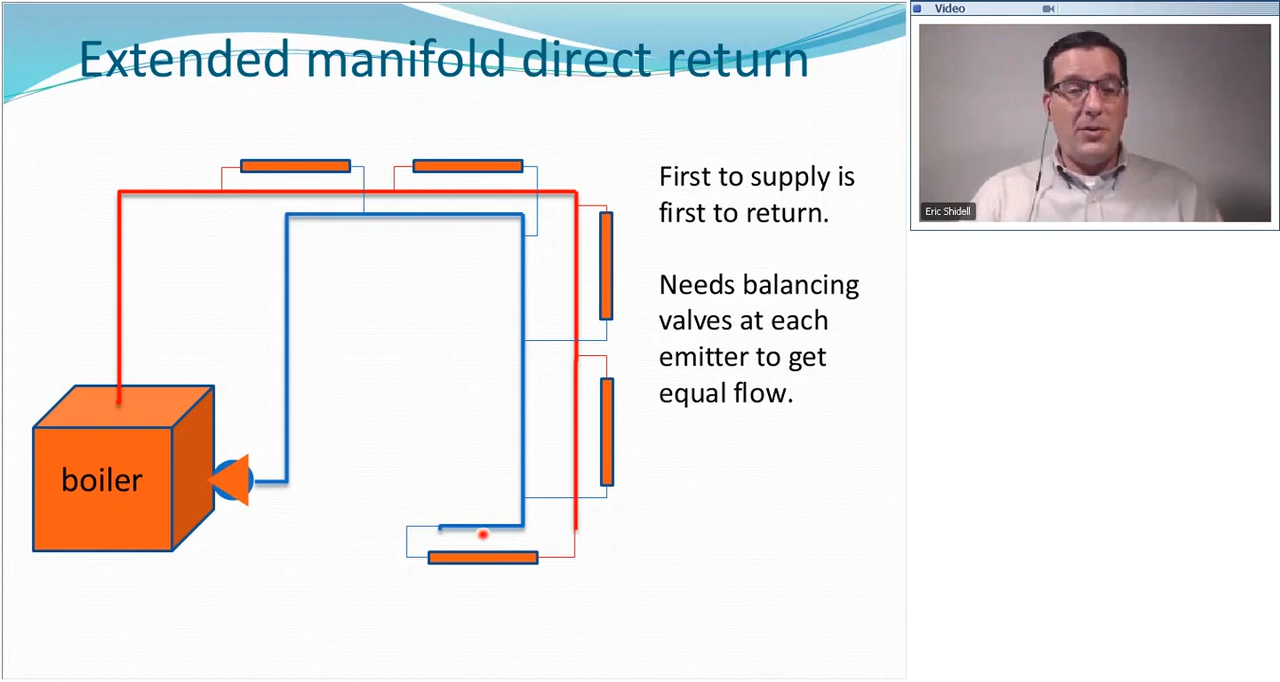 Extended manifold direct return
Video
Eric Shidell
First to supply is
first to return.
Needs balancing
valves at each
emitter to get
equal flow.
boiler